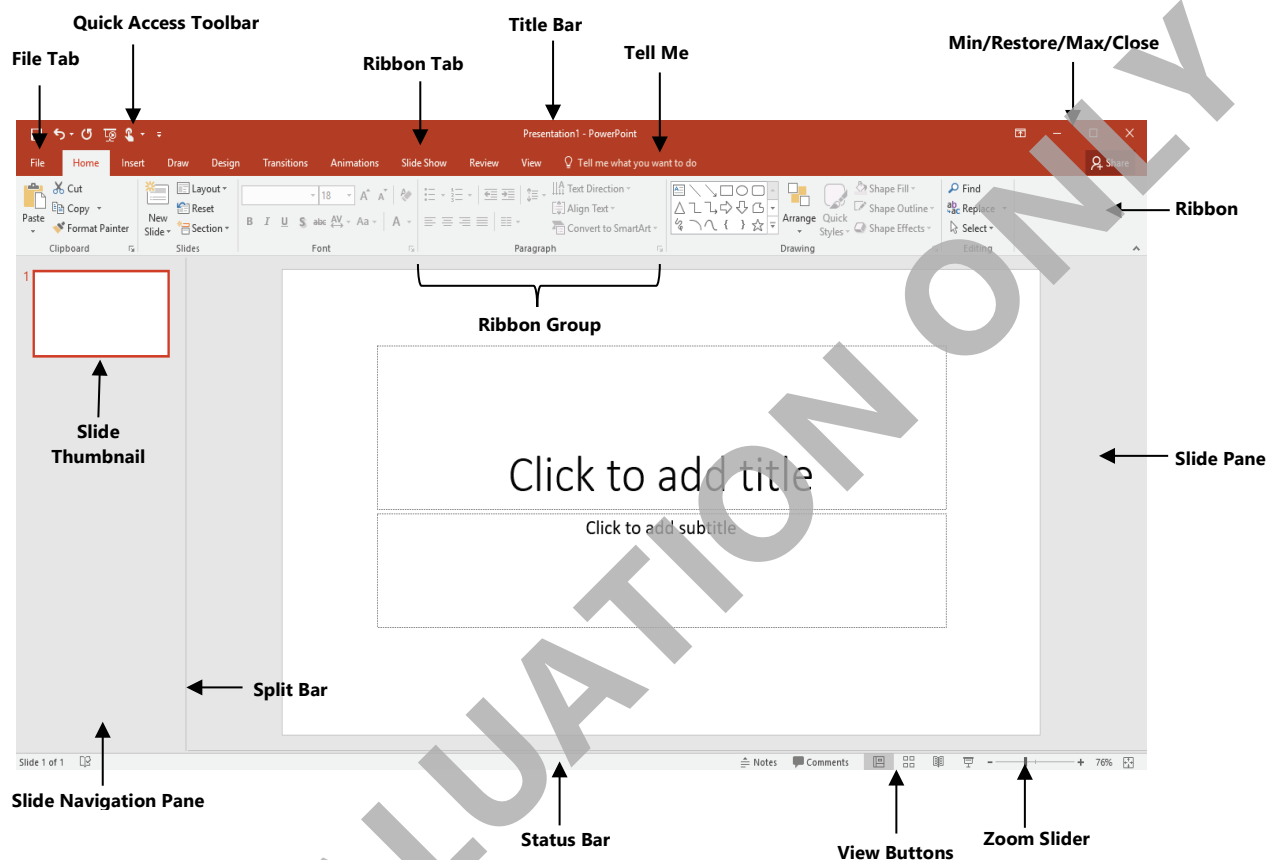 Quick Access Toolbar
Title Bar
Min/Restore/Max/Close
File Tab
Ribbon Tab
Tell Me
Presentation1 - PowerPoint
File Home Insert Draw Design Transitions Animations Slide Show Review View Tell me what you want to do Share
Paste
Cut
Copy
Format Painter
Clipboard
New
Slide
Layout
Reset
Section
Slides
18
B I U S abc AV Aa A
Font
Text Direction
Align Text
Convert to SmartArt
Paragraph
Arrange
Quick
Styles
Shape Fill
Shape Outline
Shape Effects
Drawing
Find
Replace
Select
Editing
Ribbon
1
Ribbon Group
Slide
Thumbnail
Click to add title
Click to add subtitle
Slide Pane
Split Bar
Slide 1 of 1
Notes Comments
76%
Slide Navigation Pane
Status Bar
View Buttons
Zoom Slider
LUATION ONLY